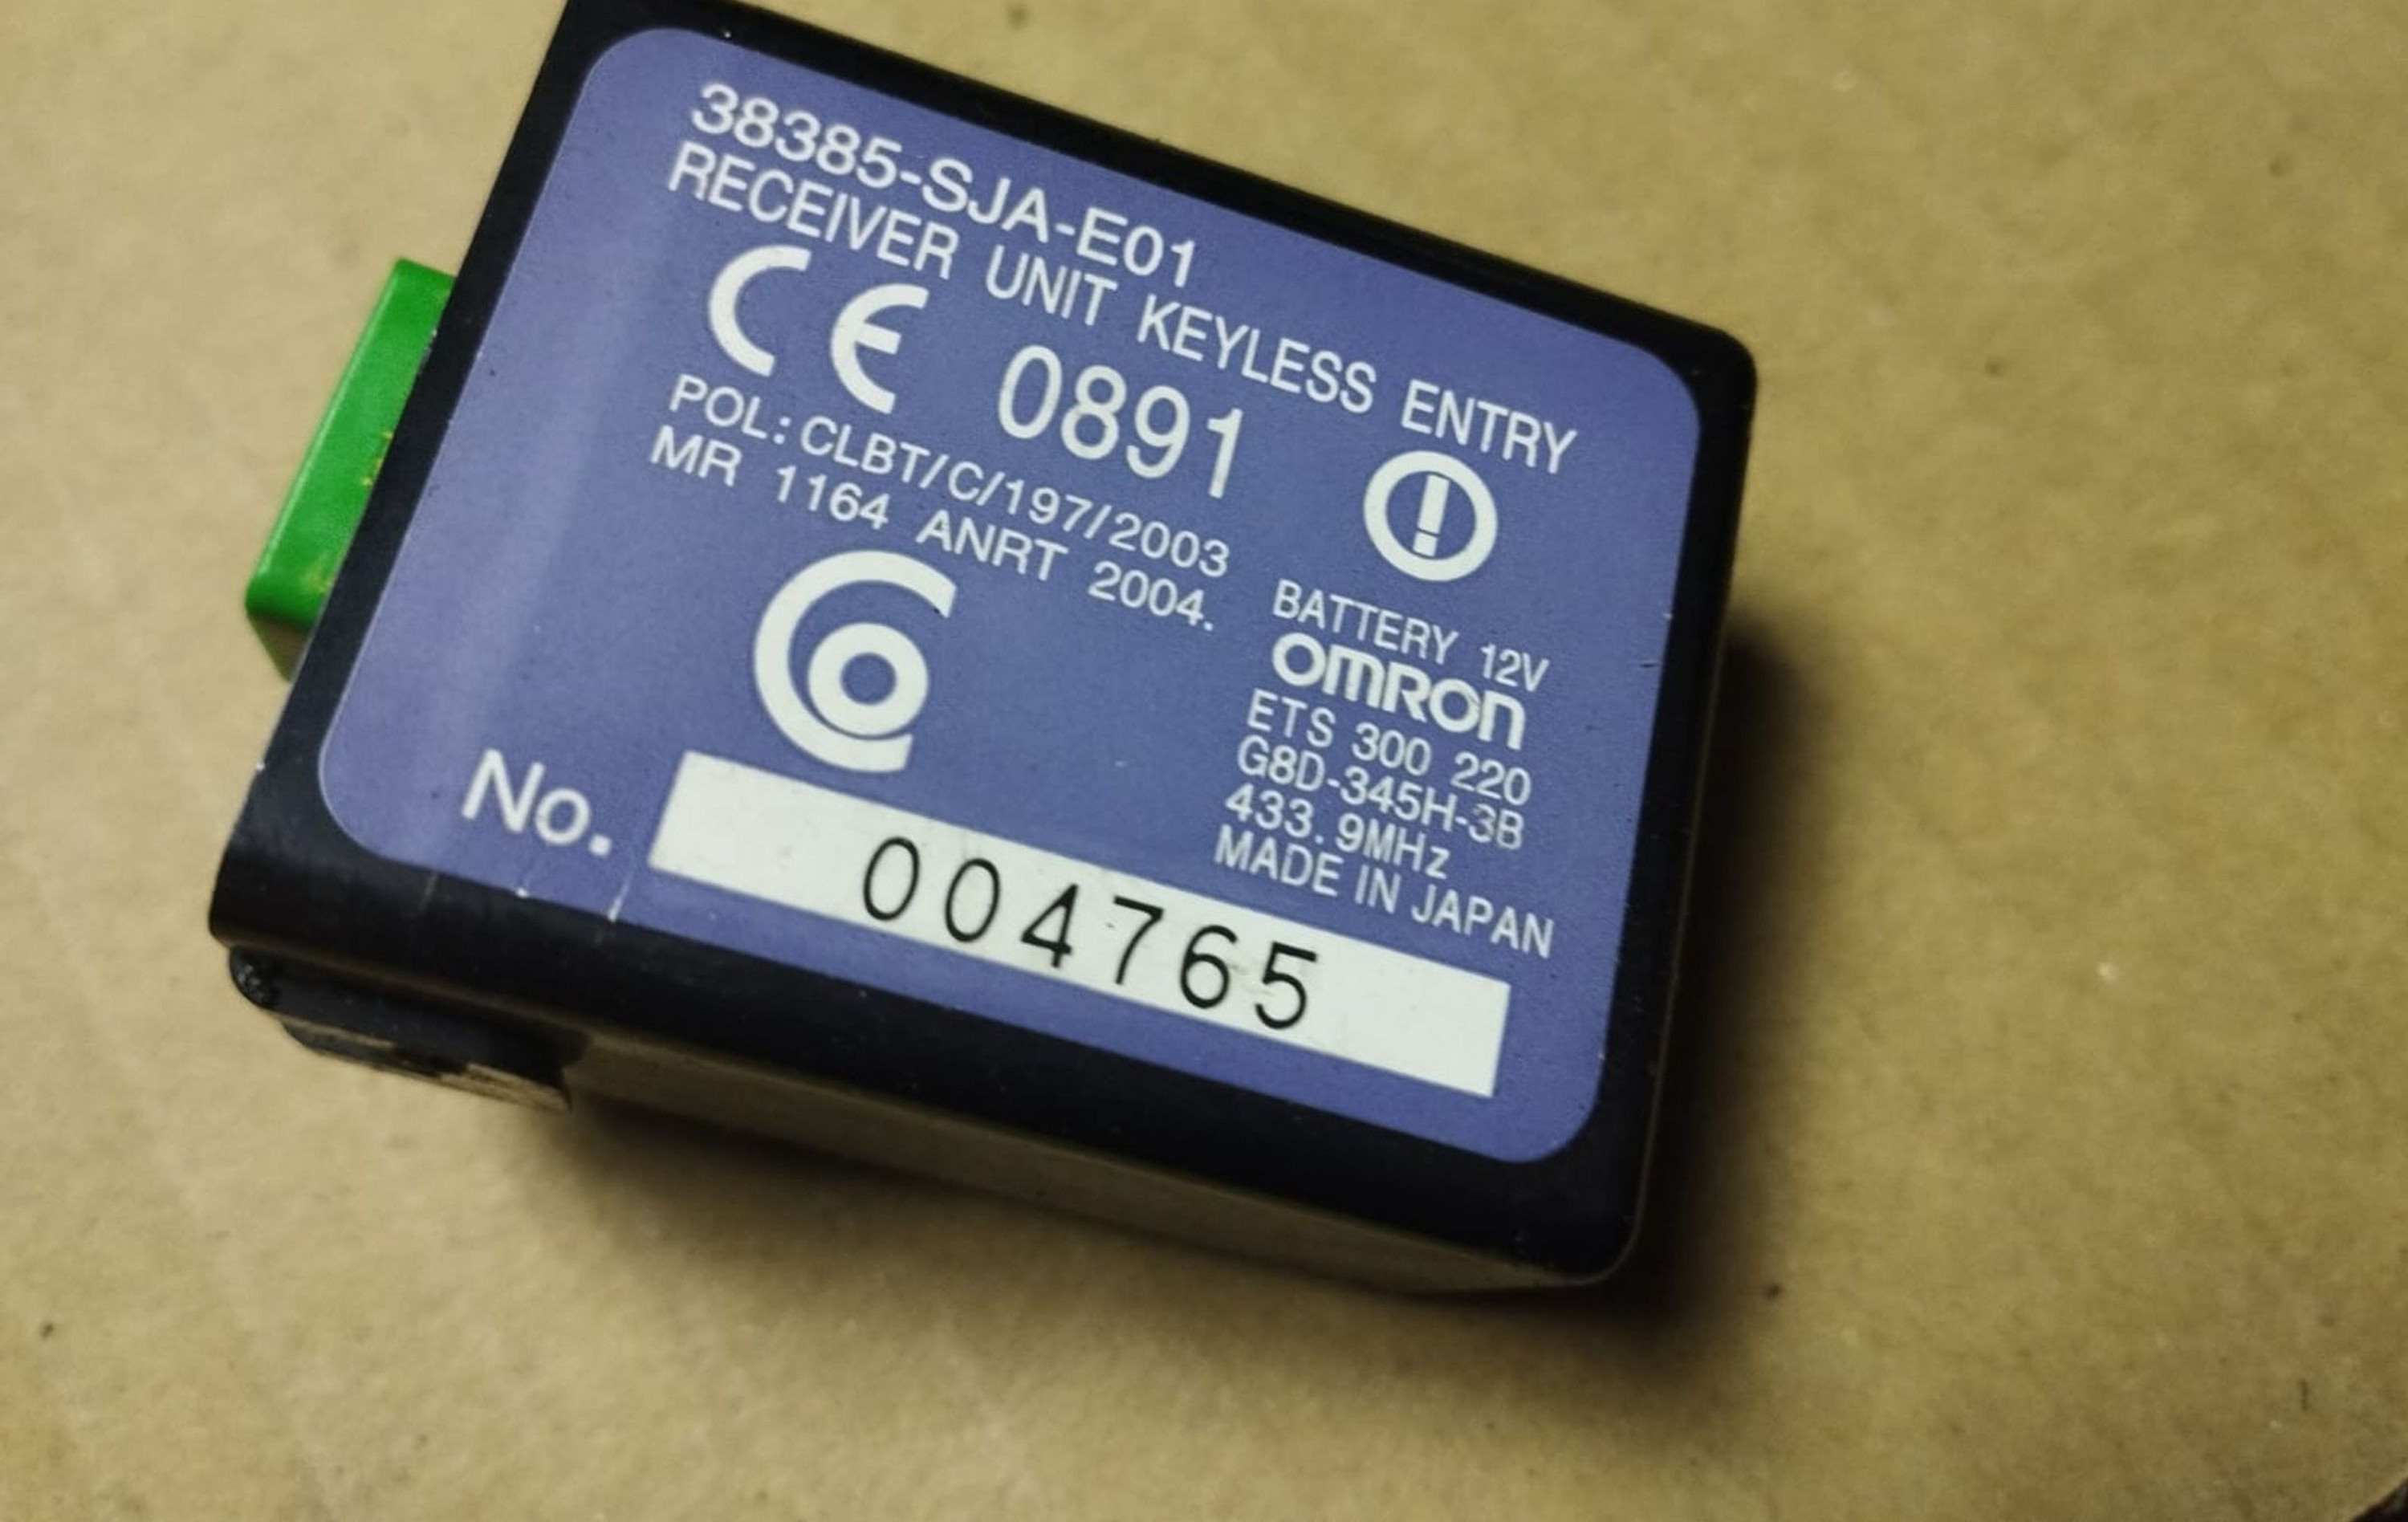 38385-SJA-E01
RECEIVER UNIT KEYLESS ENTRY
CE 0891
POL: CLBT/C/197/2003
MR 1164 ANRT 2004.
BATTERY 12V
OMRON
ETS 300 220
G8D-345H-3B
433.9MHz
MADE IN JAPAN
No. 004765